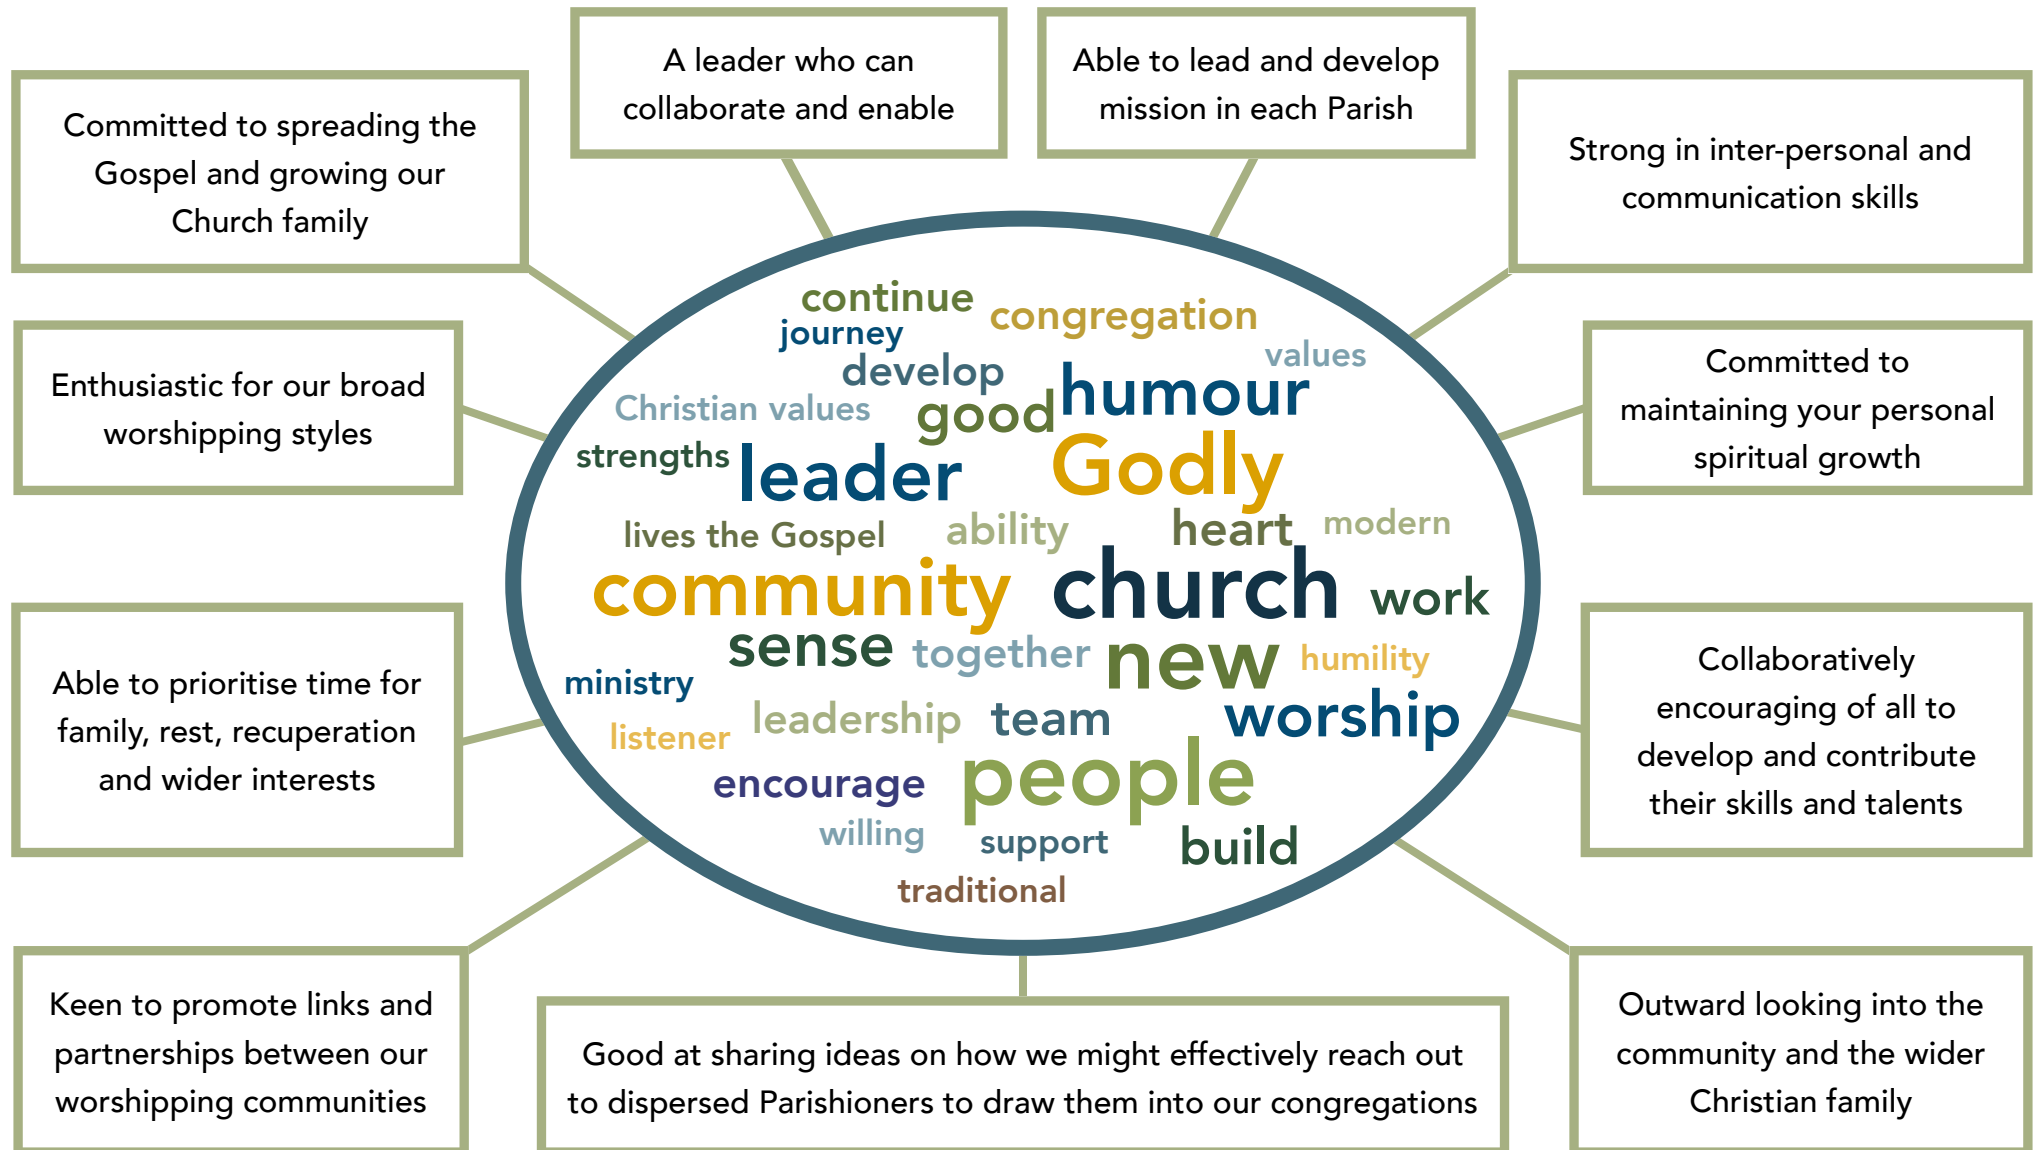 A leader who can
collaborate and enable
Able to lead and develop
mission in each Parish
Committed to spreading the
Gospel and growing our
Church family
Strong in inter-personal and
communication skills
Enthusiastic for our broad
worshipping styles
Committed to
maintaining your personal
spiritual growth
Able to prioritise time for
family, rest, recuperation
and wider interests
Collaboratively
encouraging of all to
develop and contribute
their skills and talents
Keen to promote links and
partnerships between our
worshipping communities
Good at sharing ideas on how we might effectively reach out
to dispersed Parishioners to draw them into our congregations
Outward looking into the
community and the wider
Christian family
continue
congregation
journey
values
develop
humour
Christian values
good
strengths
leader
Godly
lives the Gospel
ability
heart
modern
community
church
work
sense
together
new
humility
ministry
leadership
team
worship
listener
encourage
people
willing
support
build
traditional